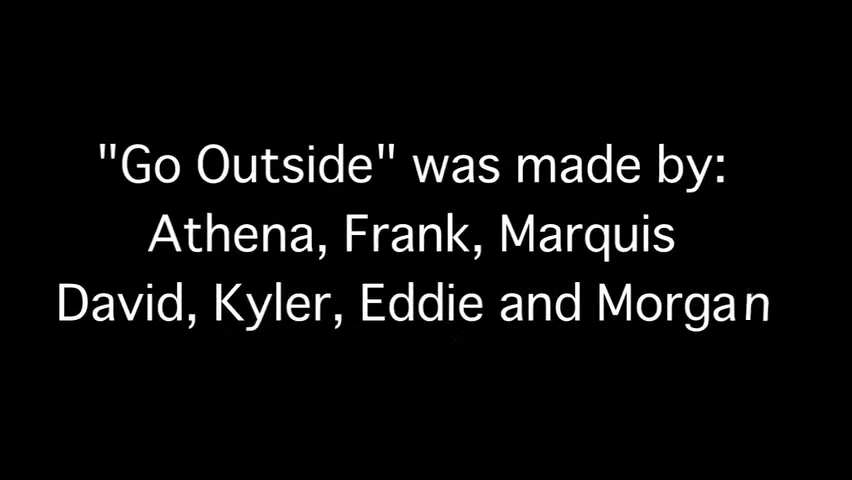 "Go Outside" was made by:
Athena, Frank, Marquis
David, Kyler, Eddie and Morgan